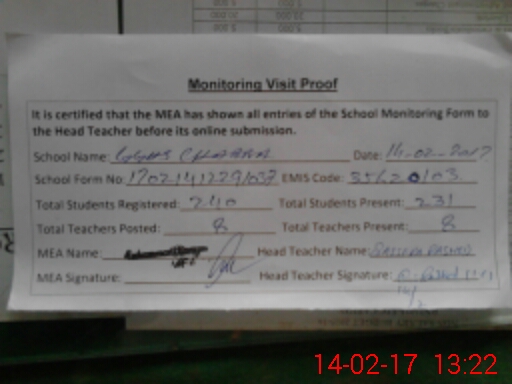 Monitoring Visit Proof
It is certified that the MEA has shown all entries of the School Monitoring Form to
the Head Teacher before its online submission.
School Name: GGHS Date: 14-02-2017
School Form No: EMIS Code: 35620103
Total Students Registered: 240 Total Students Present: 231
Total Teachers Posted: 8 Total Teachers Present: 8
MEA Name: Head Teacher Name:
MEA Signature: Head Teacher Signature:
14-02-17 13:22